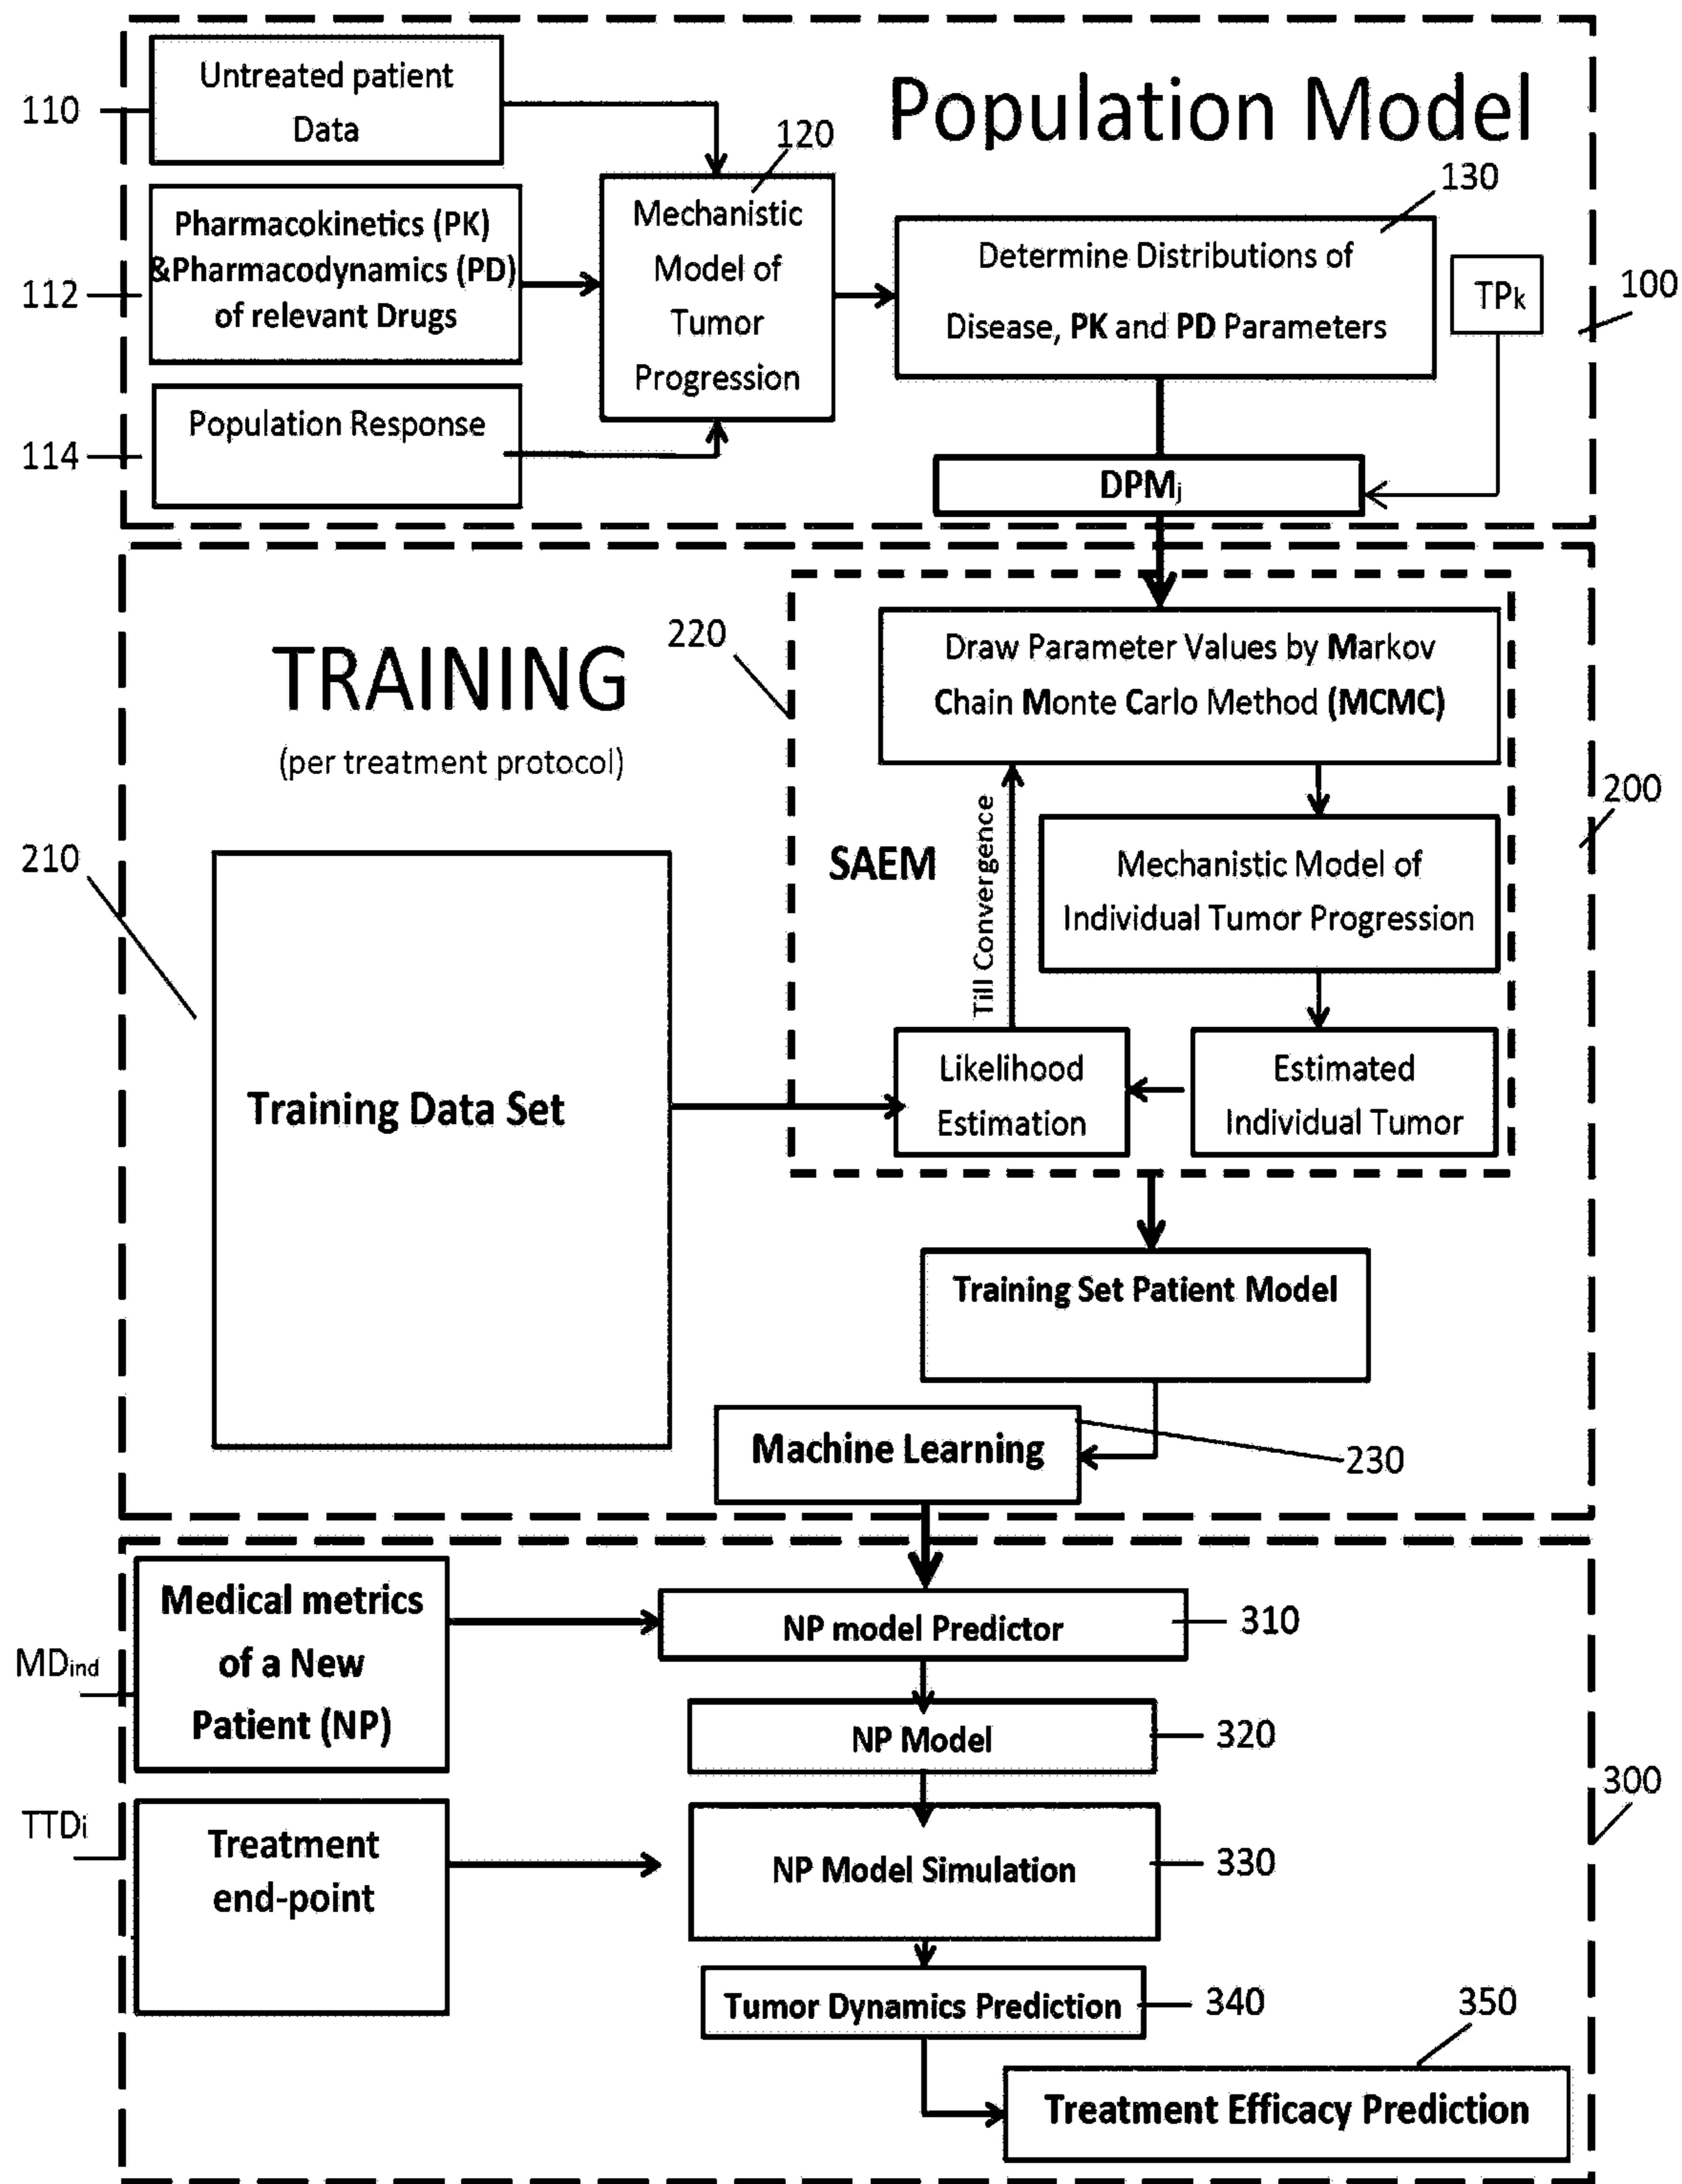 Population Model
110
Untreated patient
Data
112
Pharmacokinetics (PK)
&Pharmacodynamics (PD)
of relevant Drugs
114
Population Response
120
Mechanistic
Model of
Tumor
Progression
130
Determine Distributions of
Disease, PK and PD Parameters
TPk
100
DPMj
TRAINING
(per treatment protocol)
220
Draw Parameter Values by Markov
Chain Monte Carlo Method (MCMC)
200
210
SAEM
Till Convergence
Mechanistic Model of
Individual Tumor Progression
Training Data Set
Likelihood
Estimation
Estimated
Individual Tumor
Training Set Patient Model
Machine Learning
230
MDind
Medical metrics
of a New
Patient (NP)
NP model Predictor
310
NP Model
320
300
TTDi
Treatment
end-point
NP Model Simulation
330
Tumor Dynamics Prediction
340
350
Treatment Efficacy Prediction